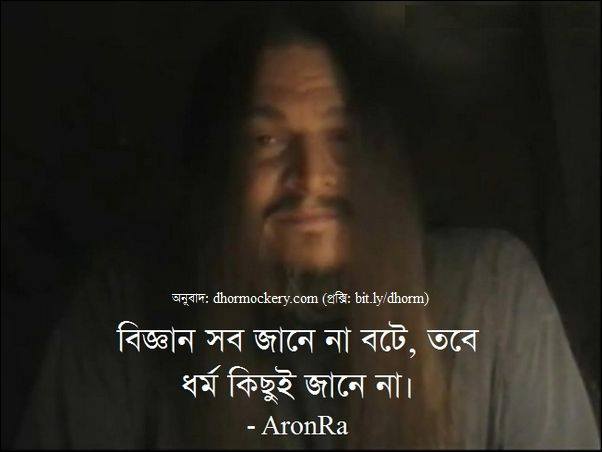 অনুবাদ: dhormockery.com (প্রক্সি: bit.ly/dhorm)
বিজ্ঞান সব জানে না বটে, তবে
ধর্ম কিছুই জানে না।
- AronRa